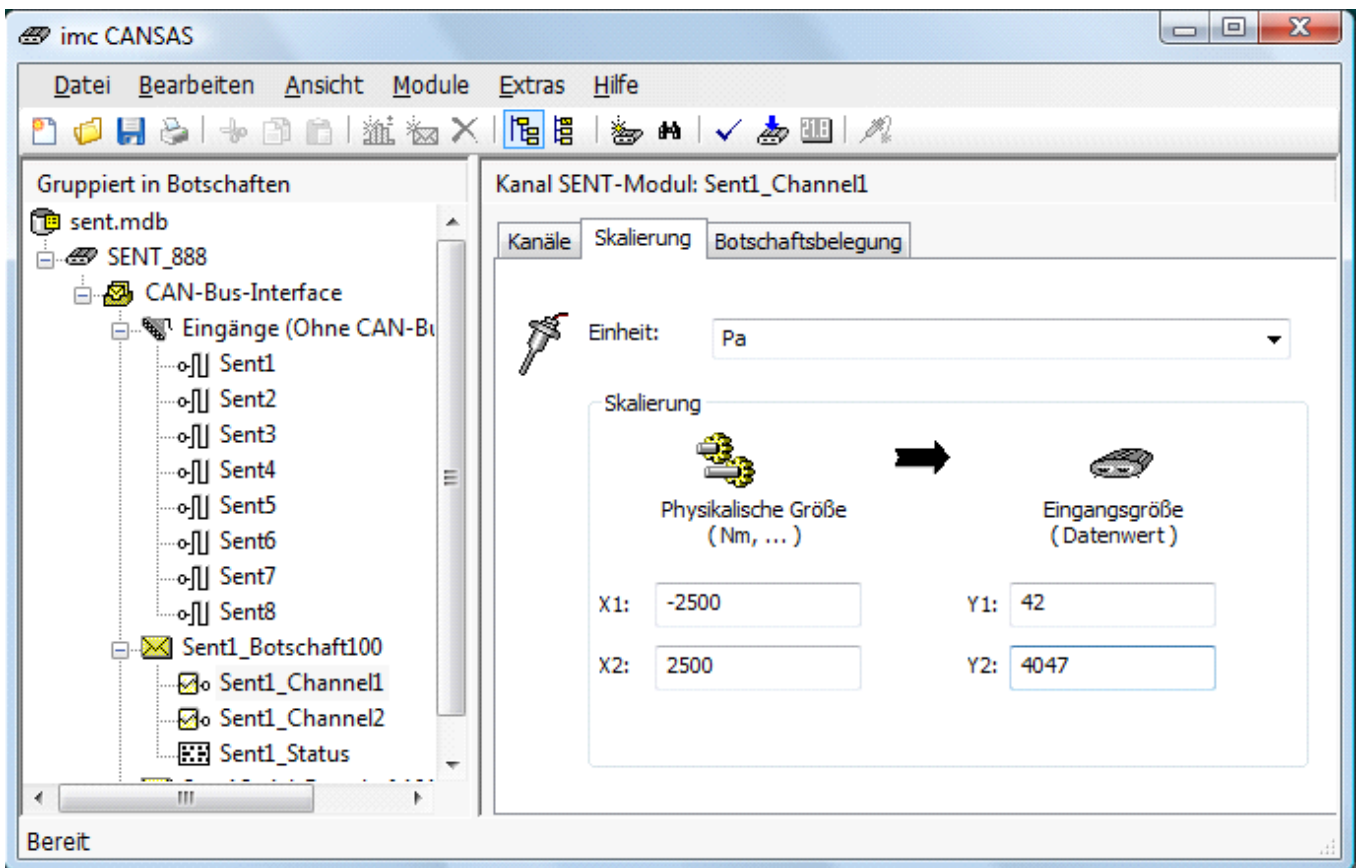 imc CANSAS
Datei Bearbeiten Ansicht Module Extras Hilfe
Gruppiert in Botschaften
sent.mdb
SENT_888
CAN-Bus-Interface
Eingänge (Ohne CAN-Bu
Sent1
Sent2
Sent3
Sent4
Sent5
Sent6
Sent7
Sent8
Sent1_Botschaft100
Sent1_Channel1
Sent1_Channel2
Sent1_Status
Kanal SENT-Modul: Sent1_Channel1
Kanäle Skalierung Botschaftsbelegung
Einheit: Pa
Skalierung
Physikalische Größe
( Nm, ... )
Eingangsgröße
( Datenwert )
X1: -2500 Y1: 42
X2: 2500 Y2: 4047
Bereit